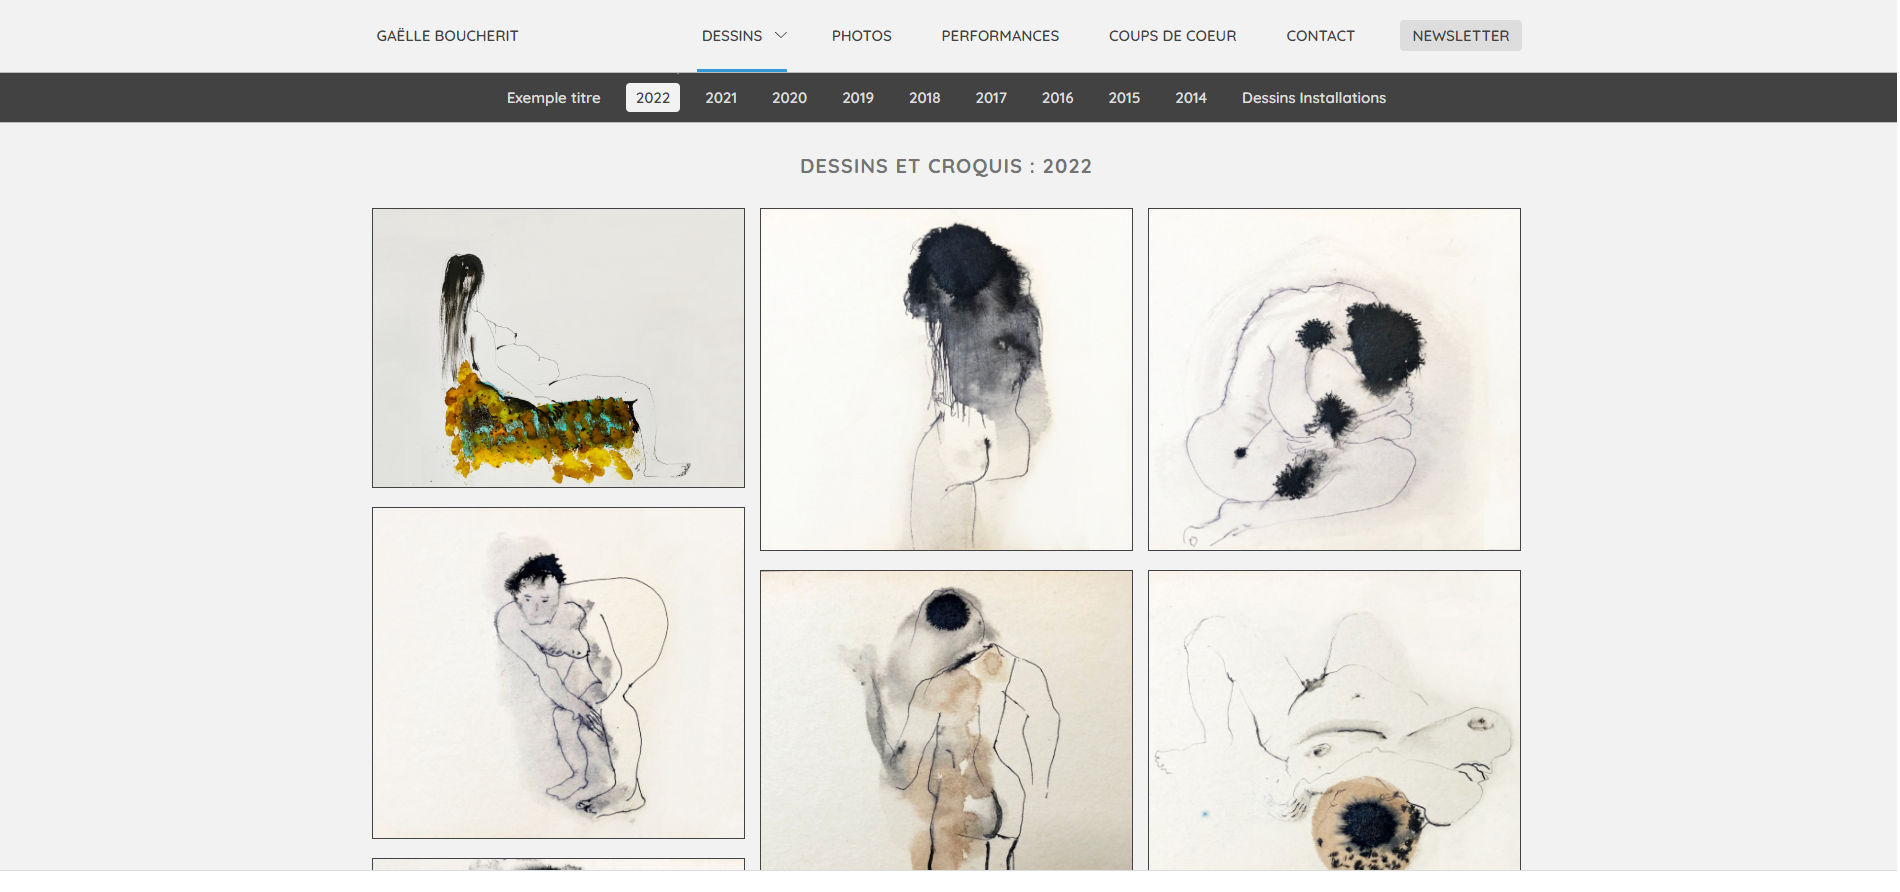 GAËLLE BOUCHERIT DESSINS PHOTOS PERFORMANCES COUPS DE COEUR CONTACT NEWSLETTER
Exemple titre 2022 2021 2020 2019 2018 2017 2016 2015 2014 Dessins Installations
DESSINS ET CROQUIS : 2022